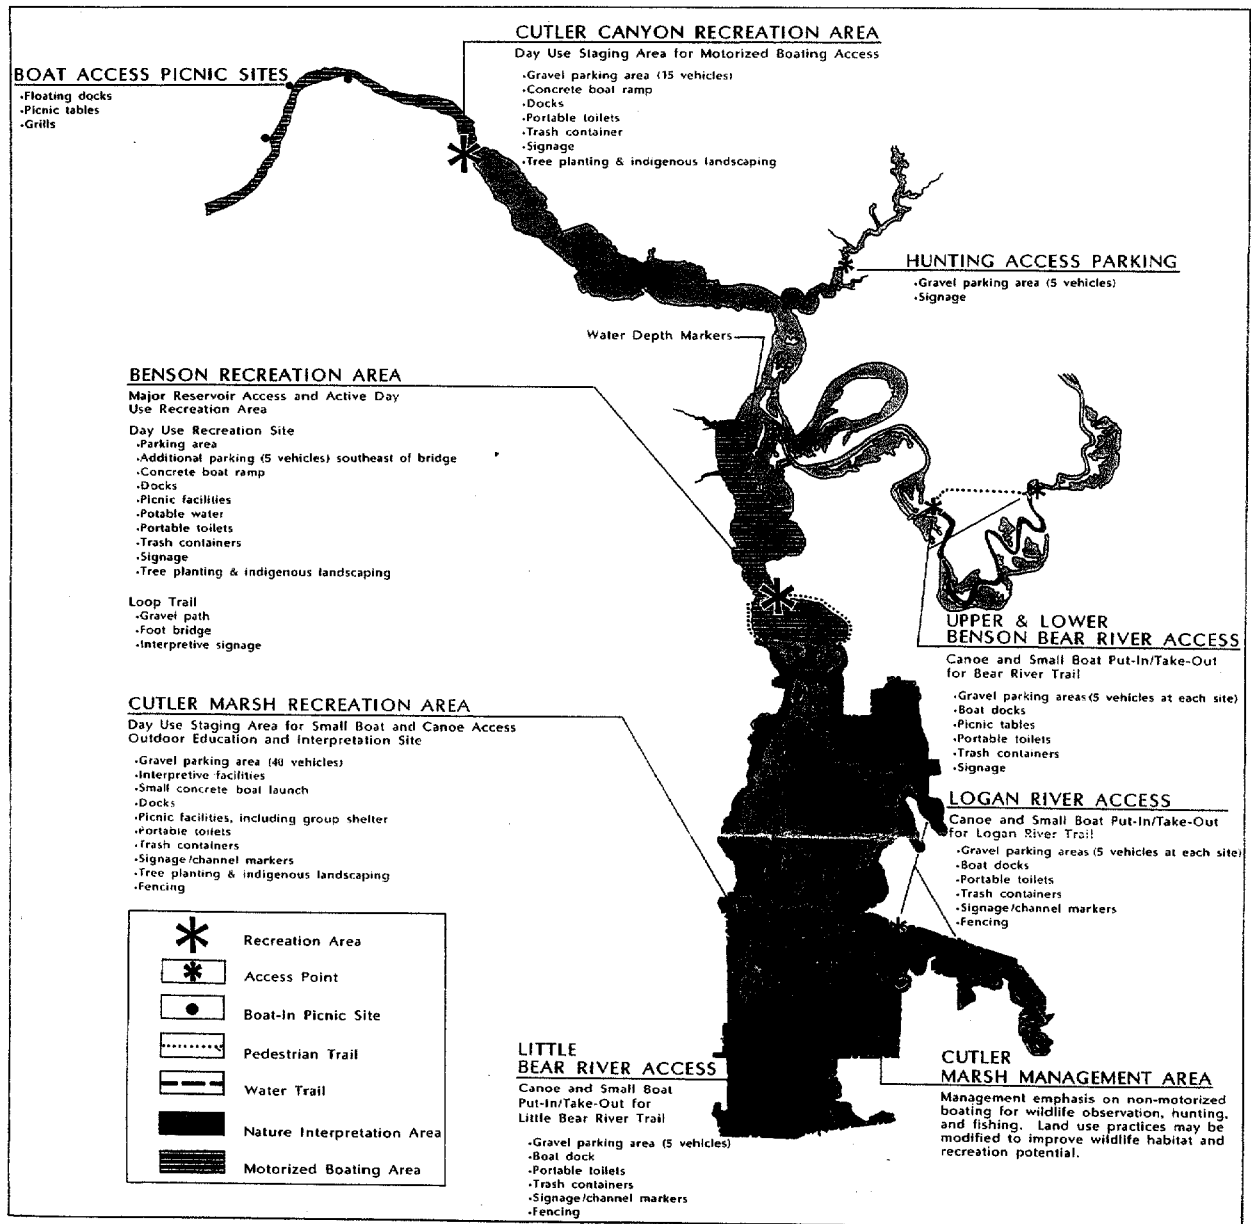 CUTLER CANYON RECREATION AREA
Day Use Staging Area for Motorized Boating Access
•Gravel parking area (15 vehicles)
•Concrete boat ramp
•Docks
•Portable toilets
•Trash container
•Signage
•Tree planting & indigenous landscaping
BOAT ACCESS PICNIC SITES
•Floating docks
•Picnic tables
•Grills
HUNTING ACCESS PARKING
•Gravel parking area (5 vehicles)
•Signage
Water Depth Markers
BENSON RECREATION AREA
Major Reservoir Access and Active Day
Use Recreation Area
Day Use Recreation Site
•Parking area
•Additional parking (5 vehicles) southeast of bridge
•Concrete boat ramp
•Docks
•Picnic facilities
•Potable water
•Portable toilets
•Trash containers
•Signage
•Tree planting & indigenous landscaping
Loop Trail
•Gravel path
•Foot bridge
•Interpretive signage
UPPER & LOWER
BENSON BEAR RIVER ACCESS
Canoe and Small Boat Put-In/Take-Out
for Bear River Trail
•Gravel parking areas (5 vehicles at each site)
•Boat docks
•Picnic tables
•Portable toilets
•Trash containers
•Signage
CUTLER MARSH RECREATION AREA
Day Use Staging Area for Small Boat and Canoe Access
Outdoor Education and Interpretation Site
•Gravel parking area (40 vehicles)
•Interpretive facilities
•Small concrete boat launch
•Docks
•Picnic facilities, including group shelter
•Portable toilets
•Trash containers
•Signage/channel markers
•Tree planting & indigenous landscaping
•Fencing
LOGAN RIVER ACCESS
Canoe and Small Boat Put-In/Take-Out
for Logan River Trail
•Gravel parking areas (5 vehicles at each site)
•Boat docks
•Portable toilets
•Trash containers
•Signage/channel markers
•Fencing
Recreation Area
Access Point
Boat-In Picnic Site
Pedestrian Trail
Water Trail
Nature Interpretation Area
Motorized Boating Area
LITTLE
BEAR RIVER ACCESS
Canoe and Small Boat
Put-In/Take-Out for
Little Bear River Trail
•Gravel parking area (5 vehicles)
•Boat dock
•Portable toilets
•Trash containers
•Signage/channel markers
•Fencing
CUTLER
MARSH MANAGEMENT AREA
Management emphasis on non-motorized
boating for wildlife observation, hunting,
and fishing. Land use practices may be
modified to improve wildlife habitat and
recreation potential.